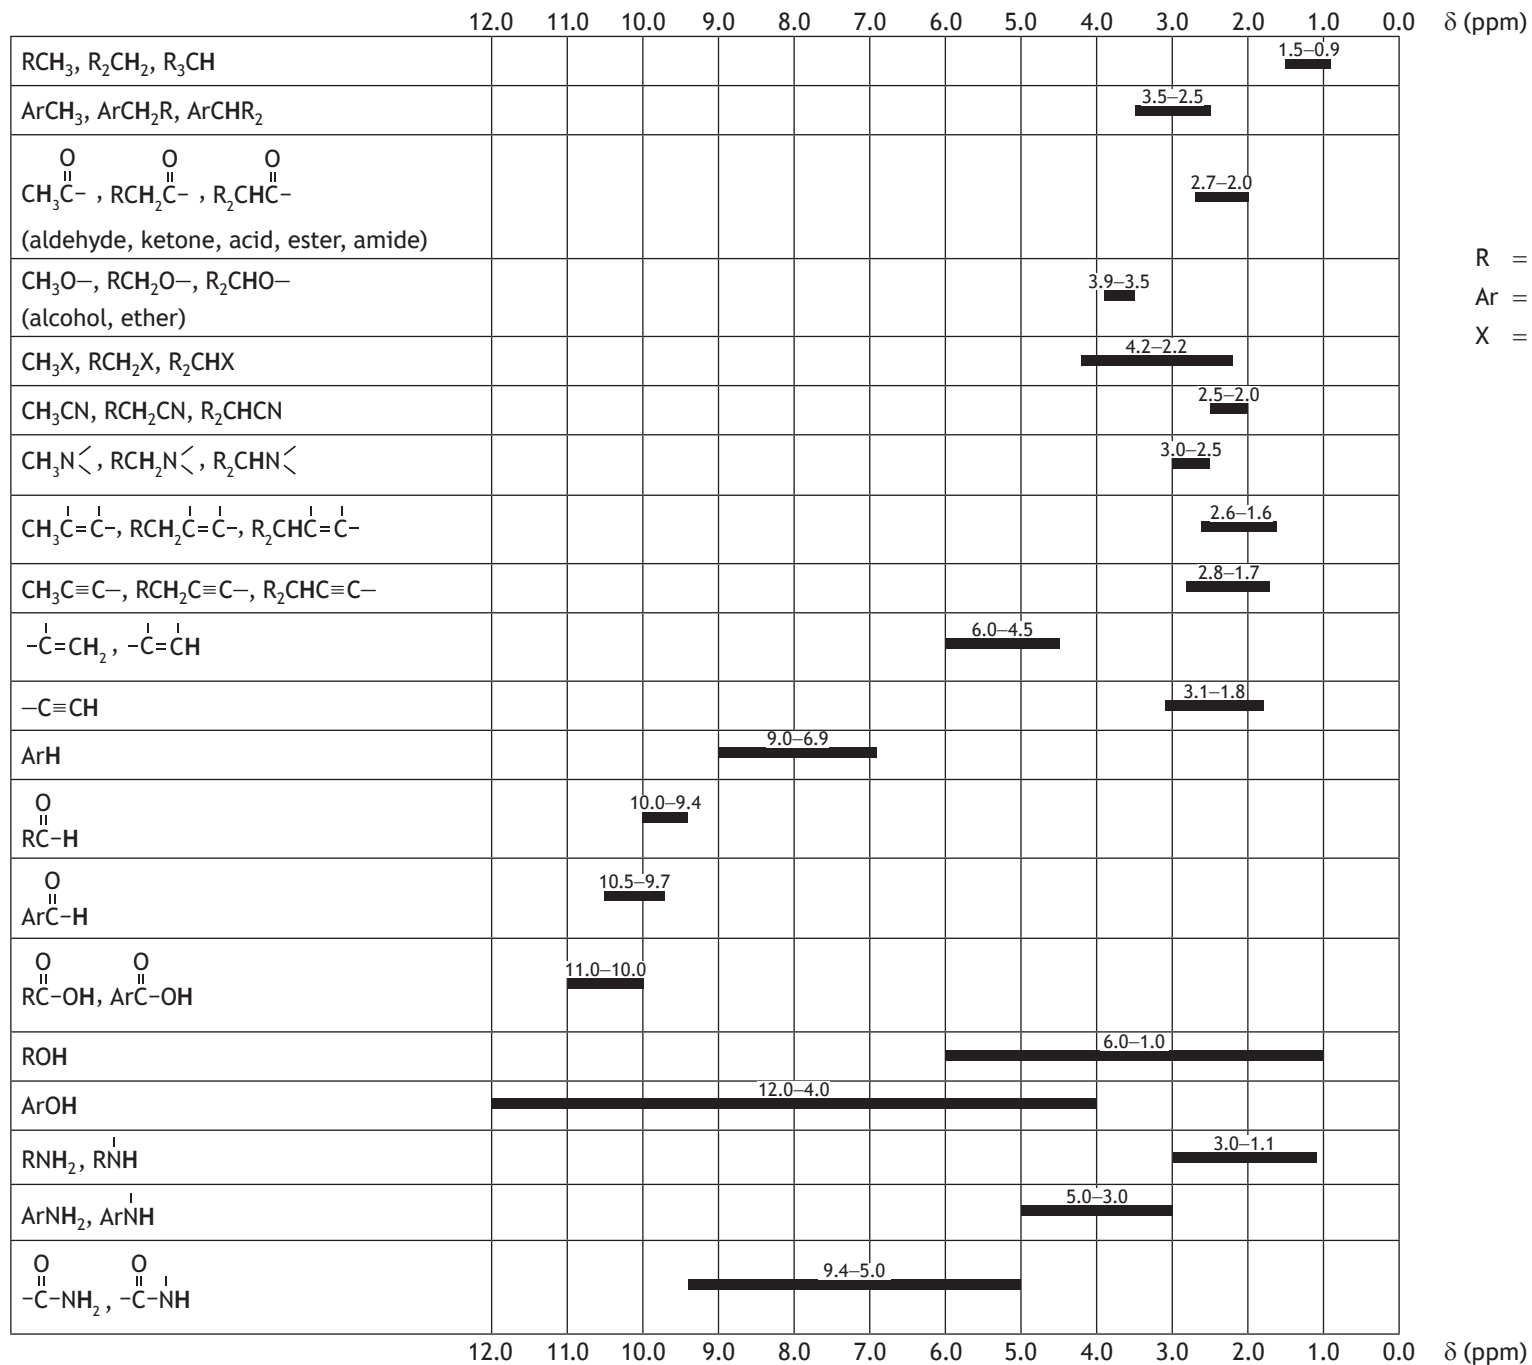 12.0 11.0 10.0 9.0 8.0 7.0 6.0 5.0 4.0 3.0 2.0 1.0 0.0 δ (ppm)
RCH₃, R₂CH₂, R₃CH 1.5–0.9
ArCH₃, ArCH₂R, ArCHR₂ 3.5–2.5
O O O
CH₃C– , RCH₂C– , R₂CHC– 2.7–2.0
(aldehyde, ketone, acid, ester, amide)
R =
CH₃O—, RCH₂O—, R₂CHO— 3.9–3.5
Ar =
(alcohol, ether)
X =
CH₃X, RCH₂X, R₂CHX 4.2–2.2
CH₃CN, RCH₂CN, R₂CHCN 2.5–2.0
CH₃N, RCH₂N, R₂CHN 3.0–2.5
CH₃C=C–, RCH₂C=C–, R₂CHC=C– 2.6–1.6
CH₃C≡C—, RCH₂C≡C—, R₂CHC≡C— 2.8–1.7
–C=CH₂ , –C=CH 6.0–4.5
—C≡CH 3.1–1.8
ArH 9.0–6.9
O
RC–H 10.0–9.4
O
ArC–H 10.5–9.7
O O
RC–OH, ArC–OH 11.0–10.0
ROH 6.0–1.0
ArOH 12.0–4.0
RNH₂, RNH 3.0–1.1
ArNH₂, ArNH 5.0–3.0
O O
–C–NH₂ , –C–NH 9.4–5.0
12.0 11.0 10.0 9.0 8.0 7.0 6.0 5.0 4.0 3.0 2.0 1.0 0.0 δ (ppm)